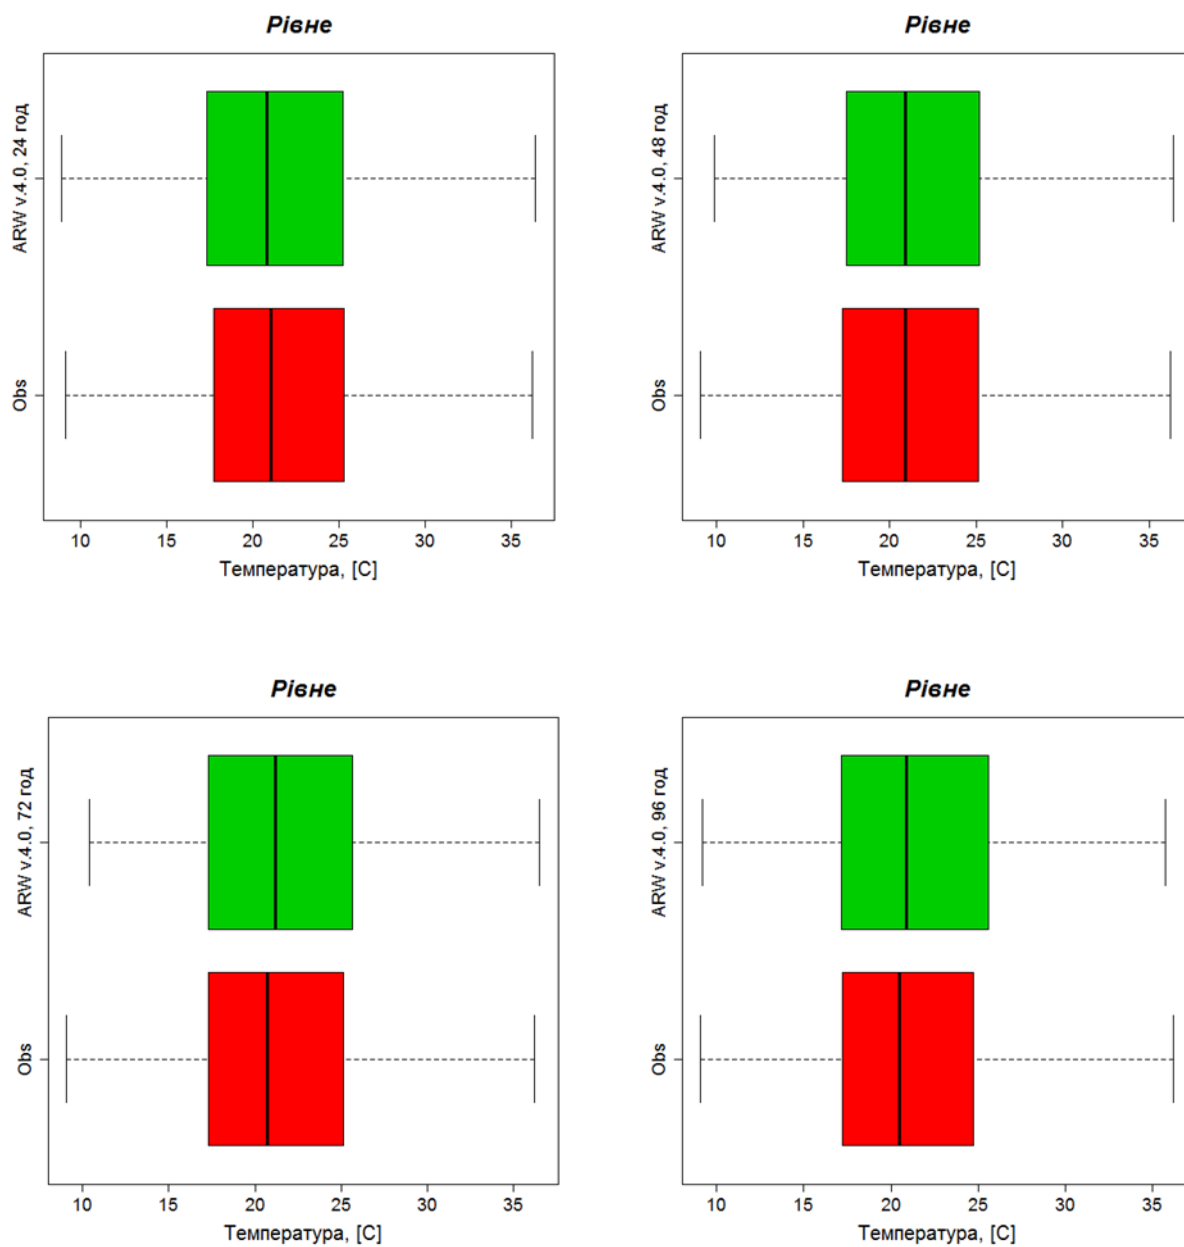 Рівне
ARW v.4.0, 24 год
Obs
10 15 20 25 30 35
Температура, [C]
Рівне
ARW v.4.0, 48 год
Obs
10 15 20 25 30 35
Температура, [C]
Рівне
ARW v.4.0, 72 год
Obs
10 15 20 25 30 35
Температура, [C]
Рівне
ARW v.4.0, 96 год
Obs
10 15 20 25 30 35
Температура, [C]